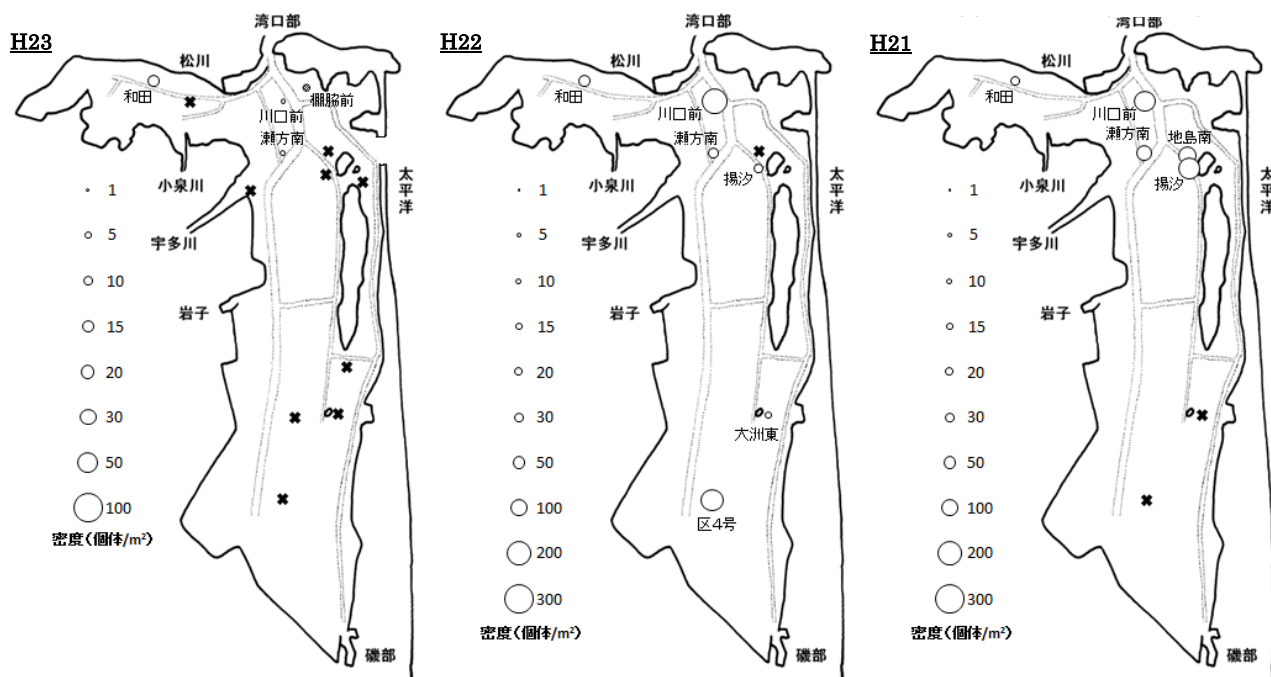 H23
湾口部
松川
和田
棚脇前
川口前
瀬方南
小泉川
宇多川
太平洋
岩子
磯部
1
5
10
15
20
30
50
100
密度(個体/m²)
H22
湾口部
松川
和田
川口前
瀬方南
揚汐
小泉川
宇多川
太平洋
岩子
大洲東
区4号
磯部
1
5
10
15
20
30
50
100
200
300
密度(個体/m²)
H21
湾口部
松川
和田
川口前
瀬方南
地島南
揚汐
小泉川
宇多川
太平洋
岩子
磯部
1
5
10
15
20
30
50
100
200
300
密度(個体/m²)